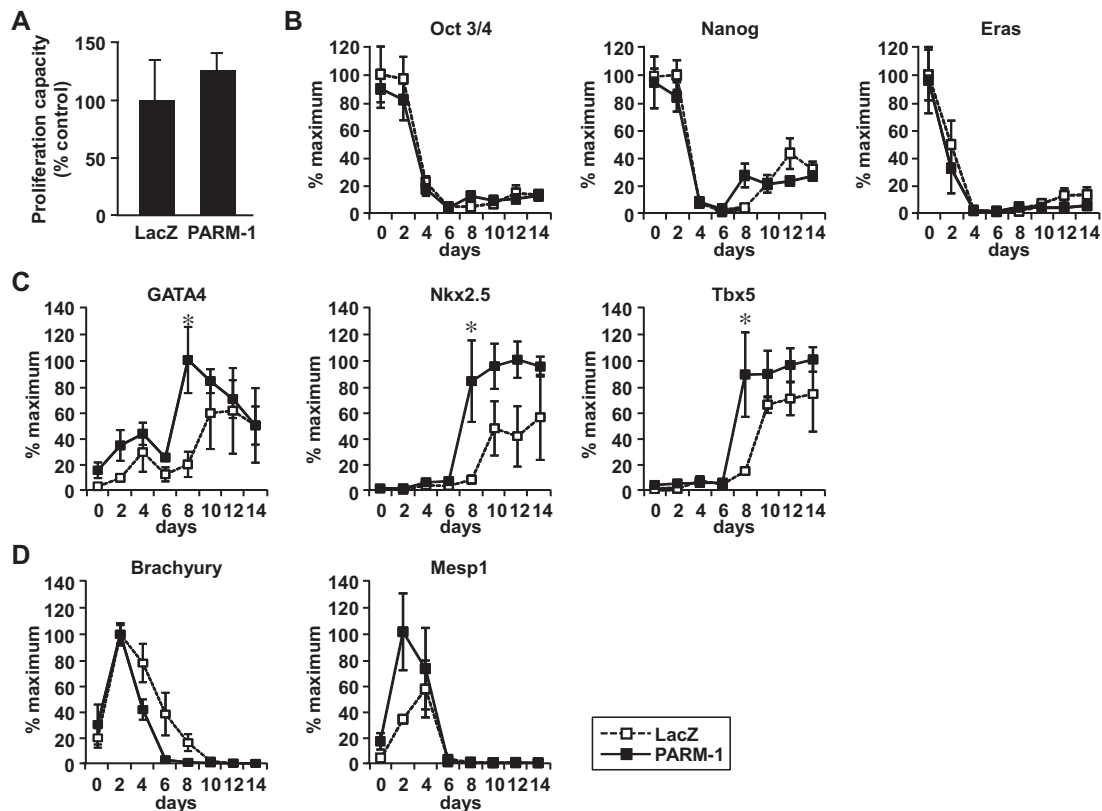 A
Proliferation capacity
(% control)
150
100
50
0
LacZ PARM-1
B
Oct 3/4
% maximum
120
100
80
60
40
20
0
0 2 4 6 8 10 12 14
days
Nanog
% maximum
120
100
80
60
40
20
0
0 2 4 6 8 10 12 14
days
Eras
% maximum
120
100
80
60
40
20
0
0 2 4 6 8 10 12 14
days
C
GATA4
% maximum
140
120
100
80
60
40
20
0
*
0 2 4 6 8 10 12 14
days
Nkx2.5
% maximum
140
120
100
80
60
40
20
0
*
0 2 4 6 8 10 12 14
days
Tbx5
% maximum
140
120
100
80
60
40
20
0
*
0 2 4 6 8 10 12 14
days
D
Brachyury
% maximum
140
120
100
80
60
40
20
0
0 2 4 6 8 10 12 14
days
Mesp1
% maximum
140
120
100
80
60
40
20
0
0 2 4 6 8 10 12 14
days
LacZ
PARM-1